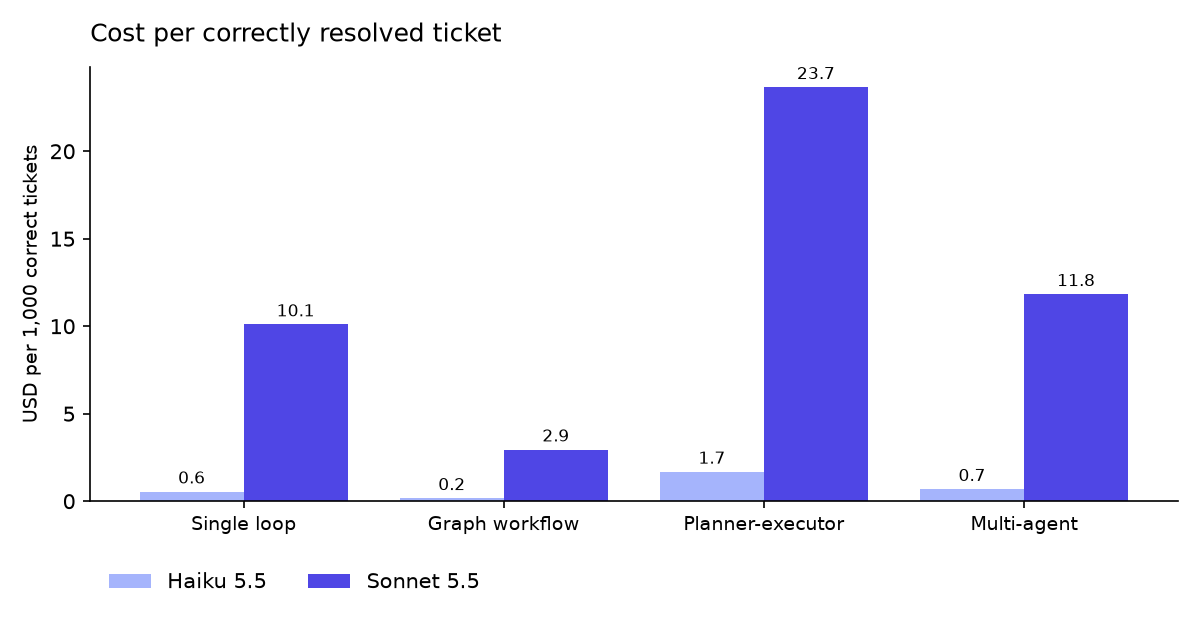 Cost per correctly resolved ticket
USD per 1,000 correct tickets
20
15
10
5
0
0.6
10.1
0.2
2.9
1.7
23.7
0.7
11.8
Single loop
Graph workflow
Planner-executor
Multi-agent
Haiku 5.5
Sonnet 5.5